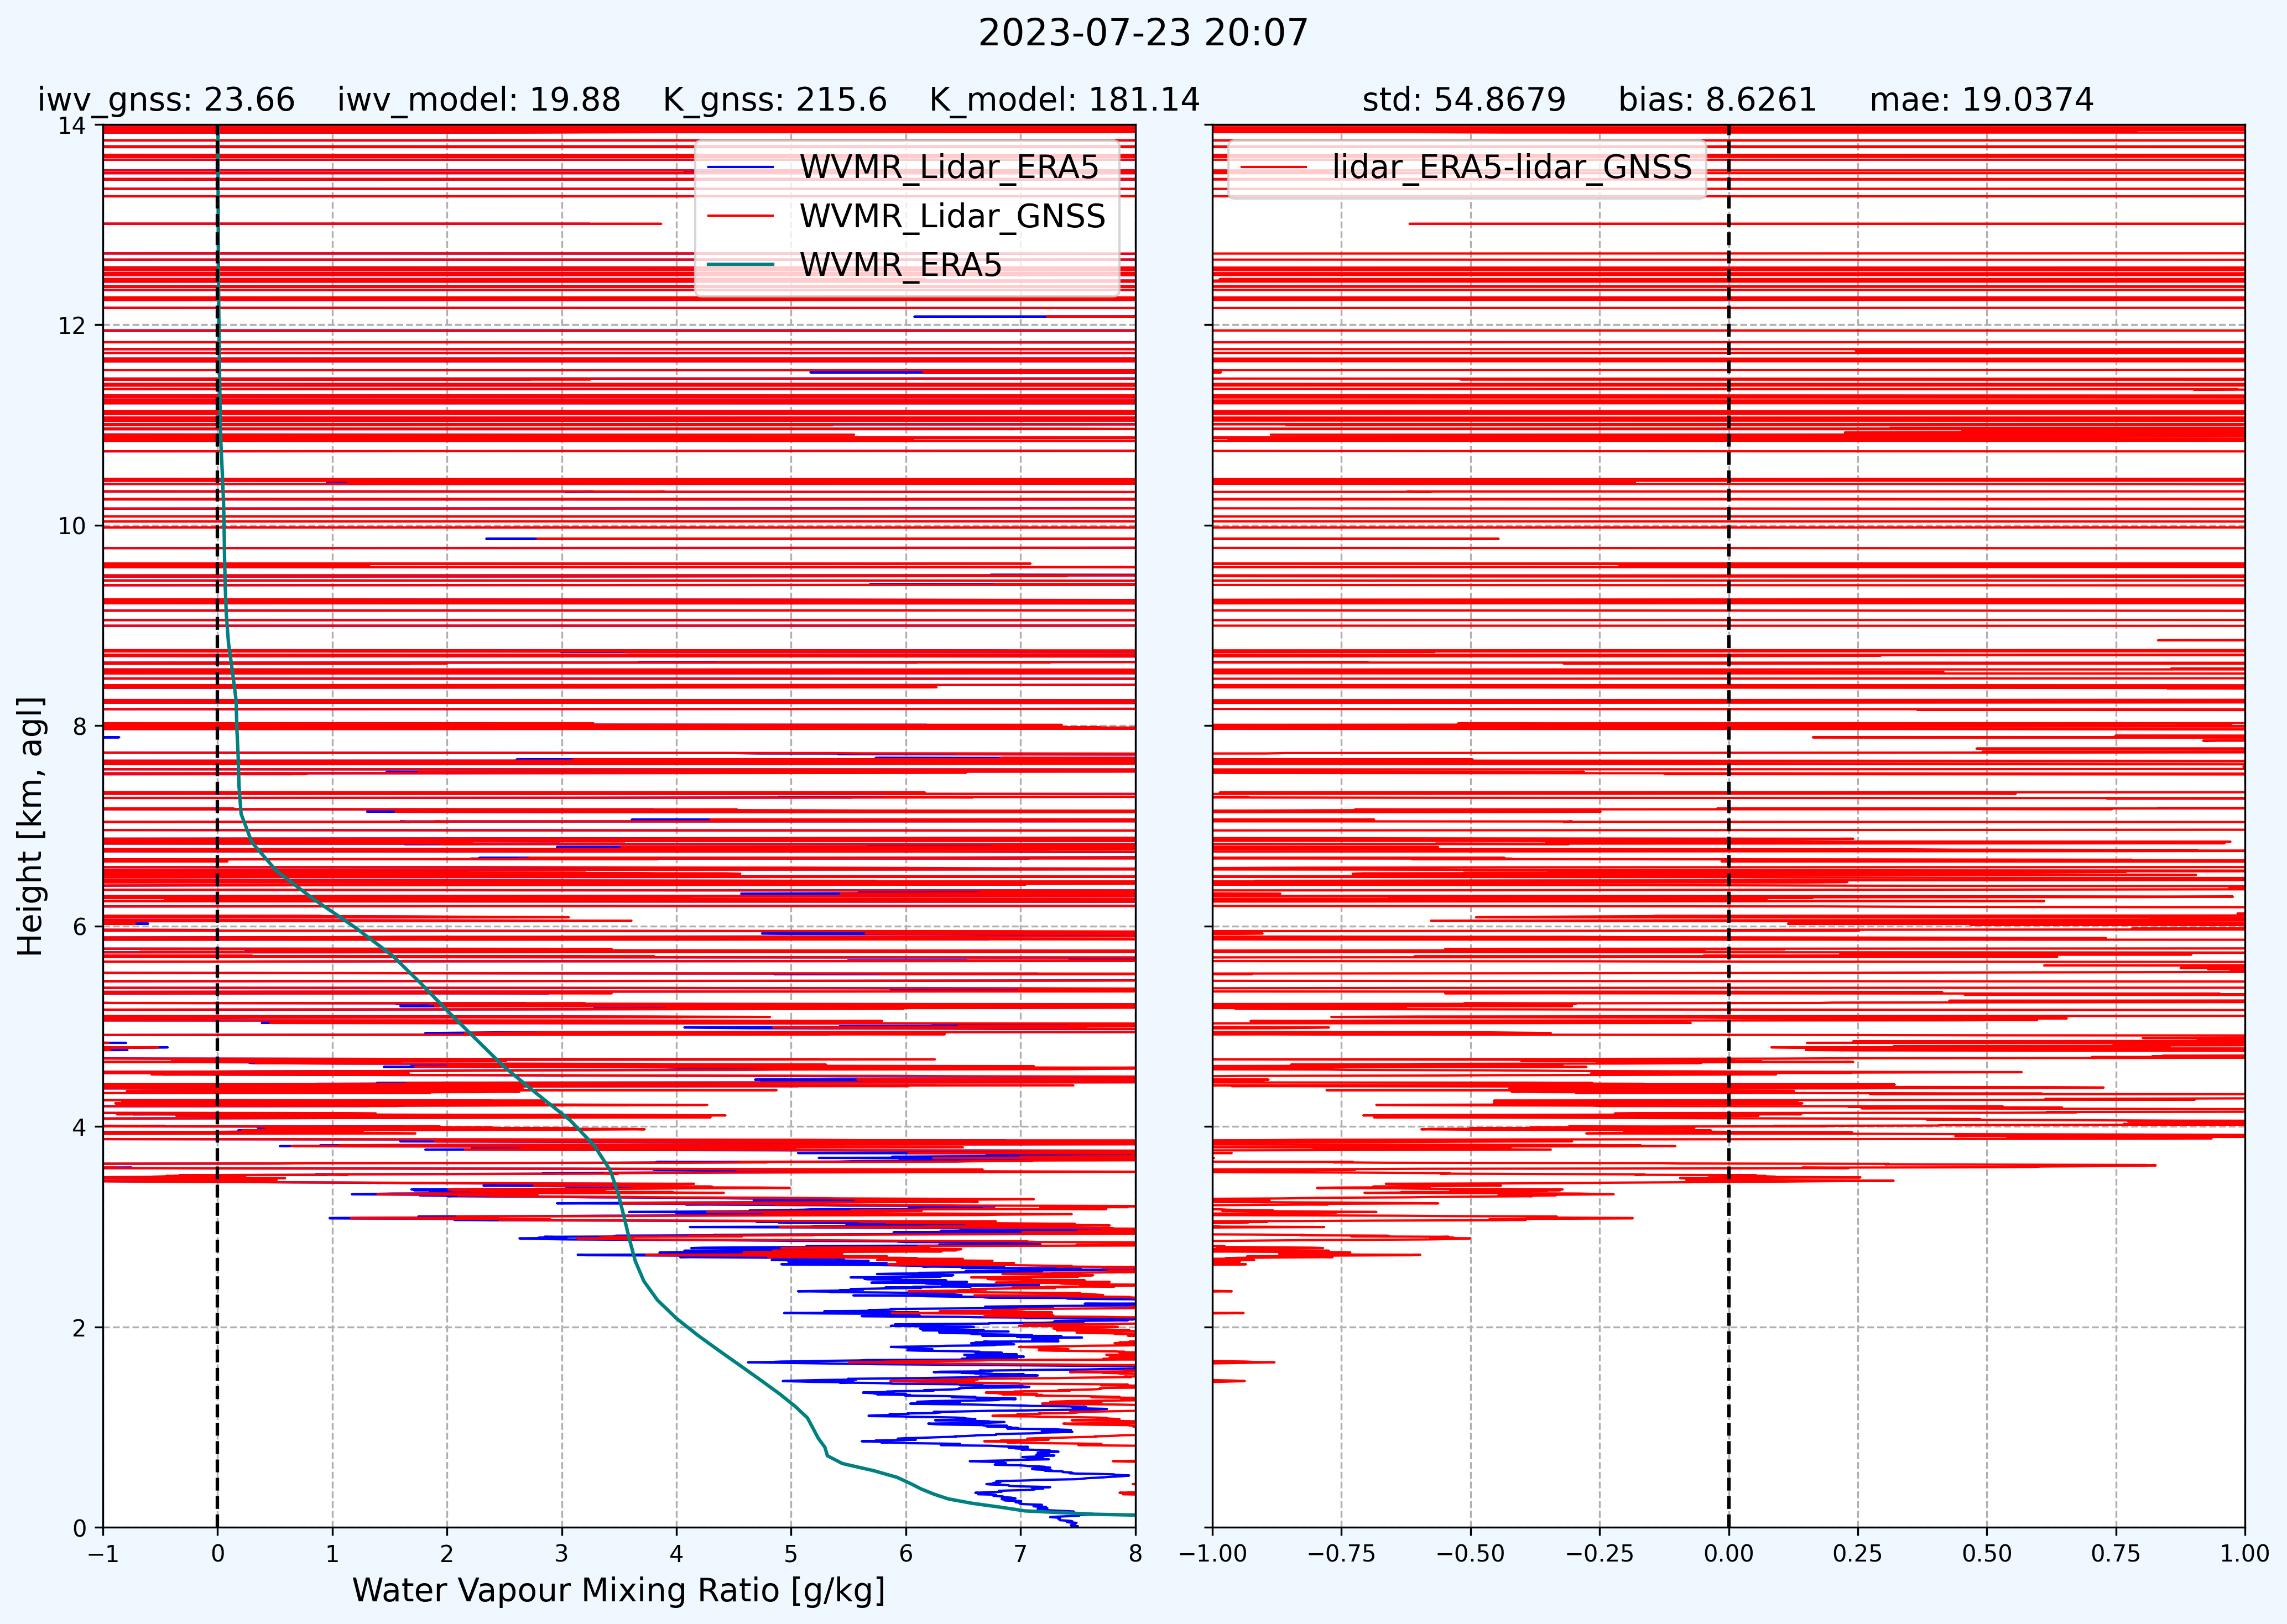 2023-07-23 20:07
iwv_gnss: 23.66 iwv_model: 19.88 K_gnss: 215.6 K_model: 181.14
std: 54.8679 bias: 8.6261 mae: 19.0374
WVMR_Lidar_ERA5
WVMR_Lidar_GNSS
WVMR_ERA5
lidar_ERA5-lidar_GNSS
14
12
10
8
6
4
2
0
Height [km, agl]
−1 0 1 2 3 4 5 6 7 8
Water Vapour Mixing Ratio [g/kg]
−1.00 −0.75 −0.50 −0.25 0.00 0.25 0.50 0.75 1.00